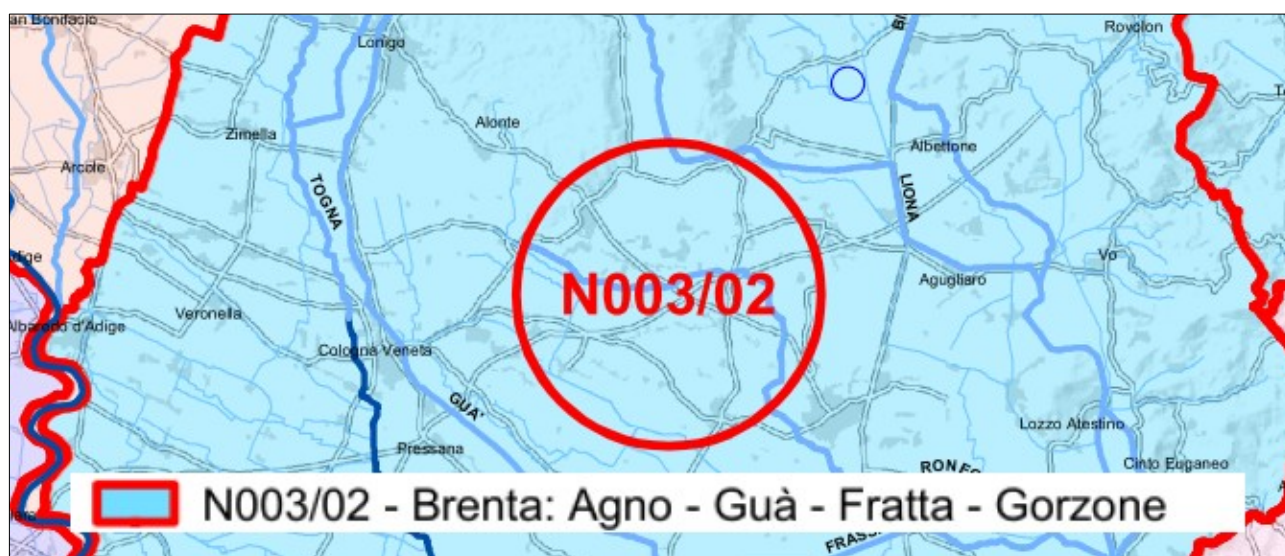 an Bonifacio
Lonigo
Rovolon
Zimella
Alonte
Albettone
Arcole
TOGNA
LIONA
Vo
Agugliaro
N003/02
Veronella
Albaredo d'Adige
Cologna Veneta
GUA'
Lozzo Atestino
Pressana
Cinto Euganeo
N003/02 - Brenta: Agno - Guà - Fratta - Gorzone